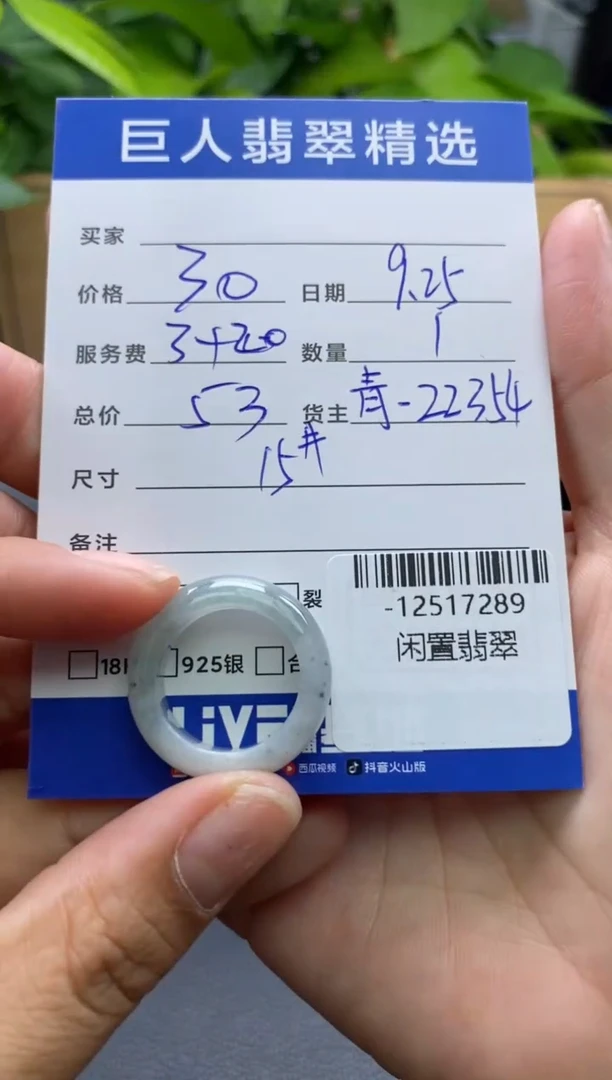 巨人翡翠精选
买家
价格 30 日期 9.25
服务费 3+20 数量 1
总价 53 货主 青-22354
尺寸 15#
备注
裂
-12517289
闲置翡翠
18 925银
LIVE
西瓜视频 抖音火山版